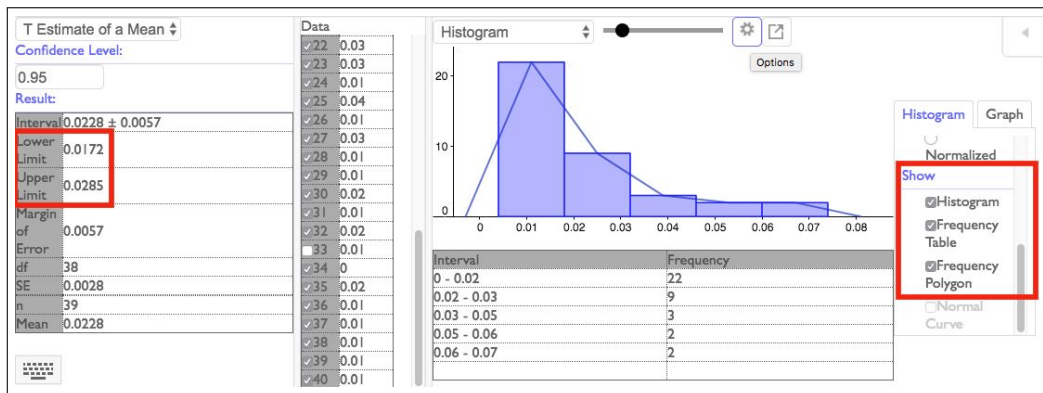 T Estimate of a Mean
Confidence Level:
0.95
Result:
Interval 0.0228 ± 0.0057
Lower Limit 0.0172
Upper Limit 0.0285
Margin of Error 0.0057
df 38
SE 0.0028
n 39
Mean 0.0228
Data
22 0.03
23 0.03
24 0.01
25 0.04
26 0.01
27 0.03
28 0.01
29 0.01
30 0.02
31 0.01
32 0.02
33 0.01
34 0
35 0.02
36 0.01
37 0.01
38 0.01
39 0.01
40 0.01
Histogram
Options
20
10
0
0 0.01 0.02 0.03 0.04 0.05 0.06 0.07 0.08
Interval Frequency
0 - 0.02 22
0.02 - 0.03 9
0.03 - 0.05 3
0.05 - 0.06 2
0.06 - 0.07 2
Histogram Graph
Normalized
Show
Histogram
Frequency
Table
Frequency
Polygon
Normal
Curve